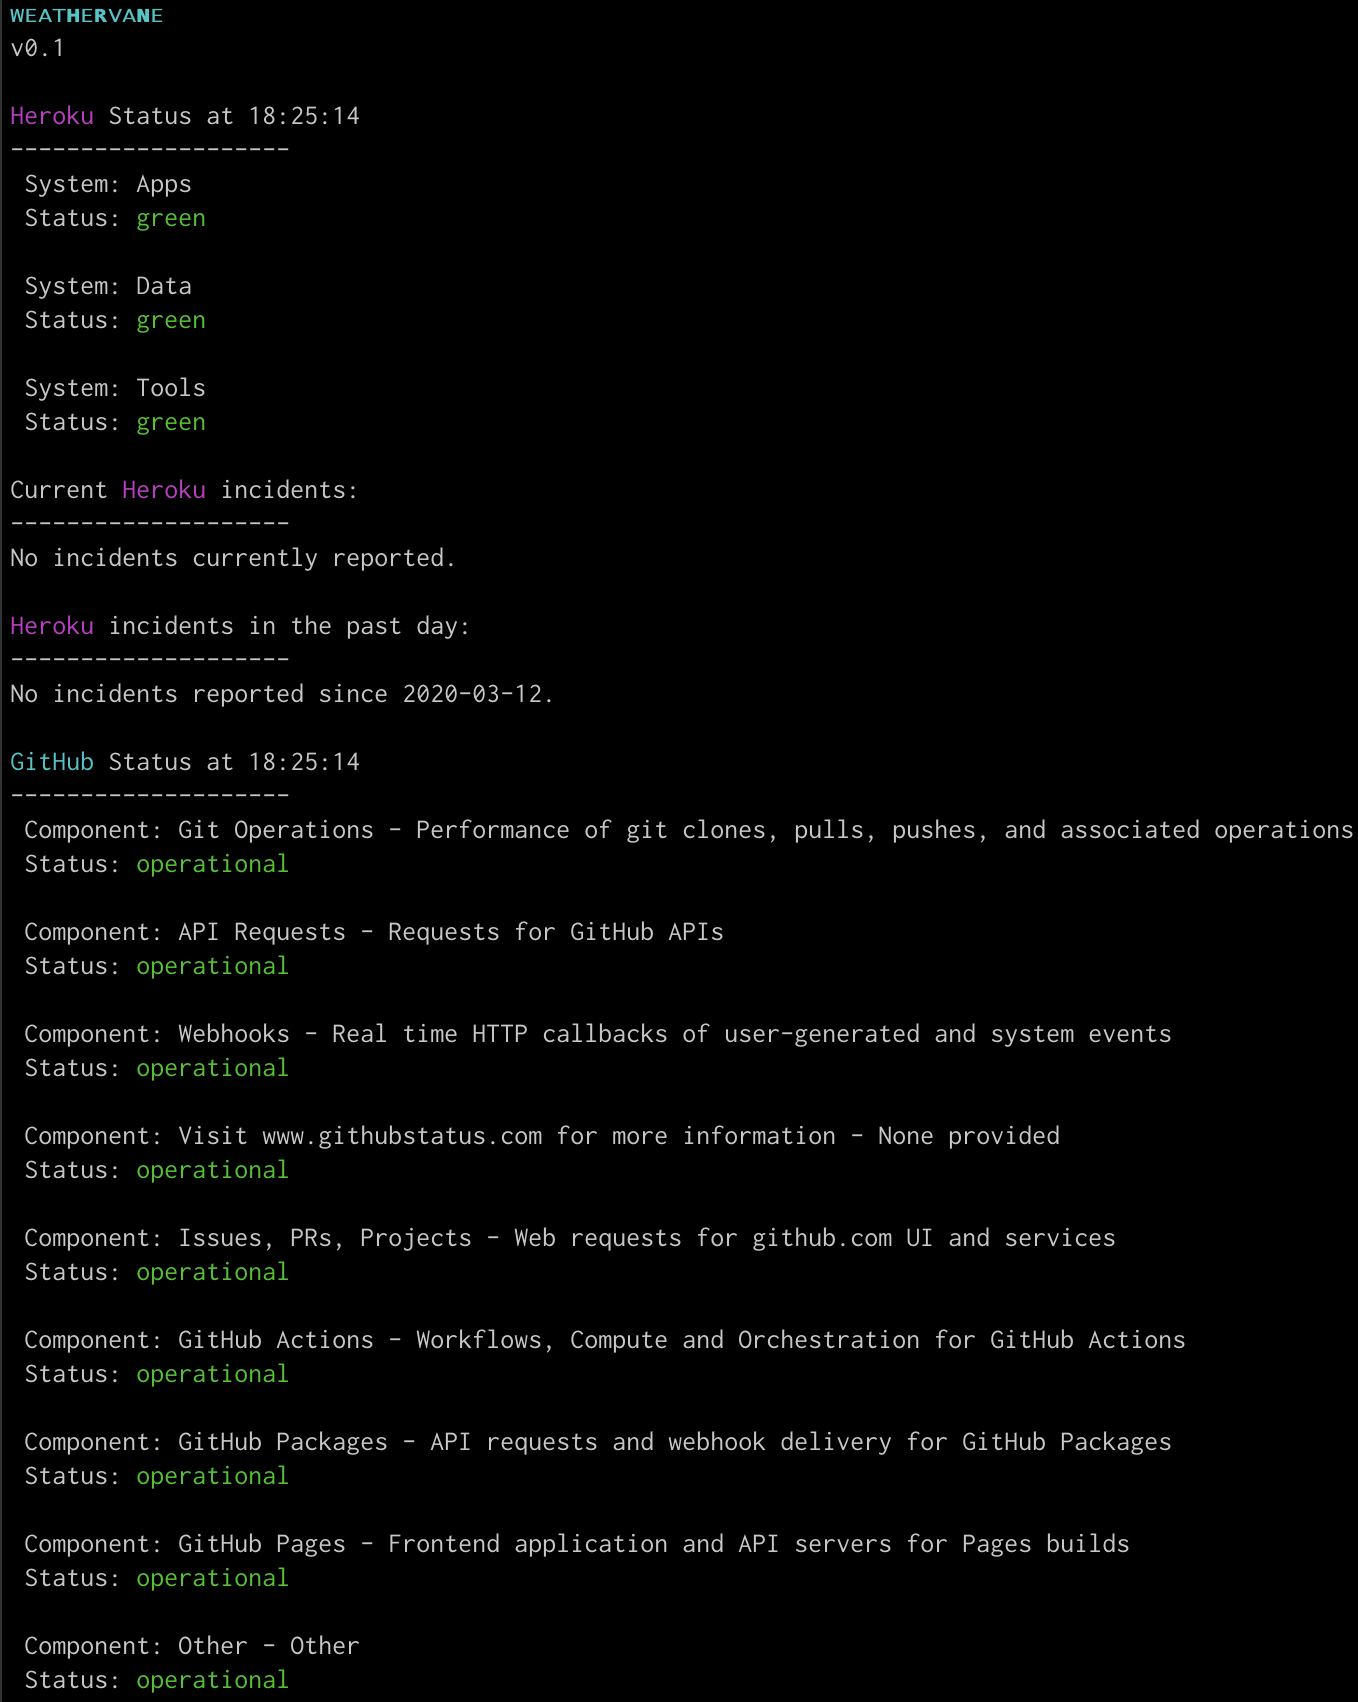 WEATHERVANE
v0.1
Heroku Status at 18:25:14
--------------------
System: Apps
Status: green
System: Data
Status: green
System: Tools
Status: green
Current Heroku incidents:
--------------------
No incidents currently reported.
Heroku incidents in the past day:
--------------------
No incidents reported since 2020-03-12.
GitHub Status at 18:25:14
--------------------
Component: Git Operations - Performance of git clones, pulls, pushes, and associated operations
Status: operational
Component: API Requests - Requests for GitHub APIs
Status: operational
Component: Webhooks - Real time HTTP callbacks of user-generated and system events
Status: operational
Component: Visit www.githubstatus.com for more information - None provided
Status: operational
Component: Issues, PRs, Projects - Web requests for github.com UI and services
Status: operational
Component: GitHub Actions - Workflows, Compute and Orchestration for GitHub Actions
Status: operational
Component: GitHub Packages - API requests and webhook delivery for GitHub Packages
Status: operational
Component: GitHub Pages - Frontend application and API servers for Pages builds
Status: operational
Component: Other - Other
Status: operational